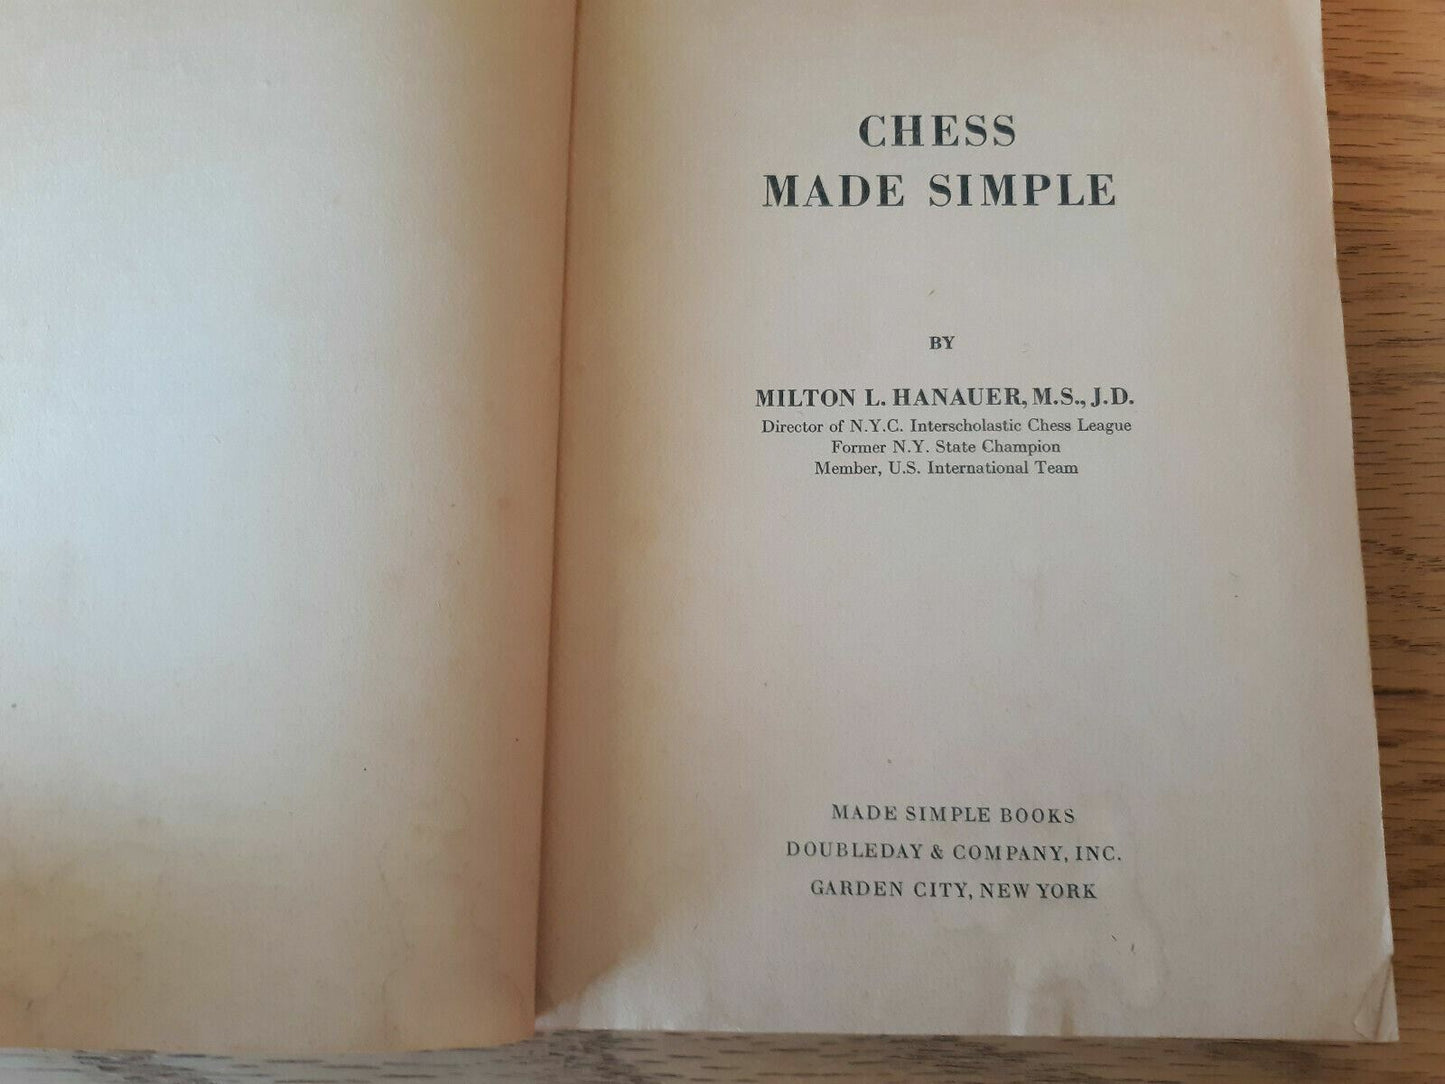 CHESS
MADE SIMPLE
BY
MILTON L. HANAUER, M.S., J.D.
Director of N.Y.C. Interscholastic Chess League
Former N.Y. State Champion
Member, U.S. International Team
MADE SIMPLE BOOKS
DOUBLEDAY & COMPANY, INC.
GARDEN CITY, NEW YORK